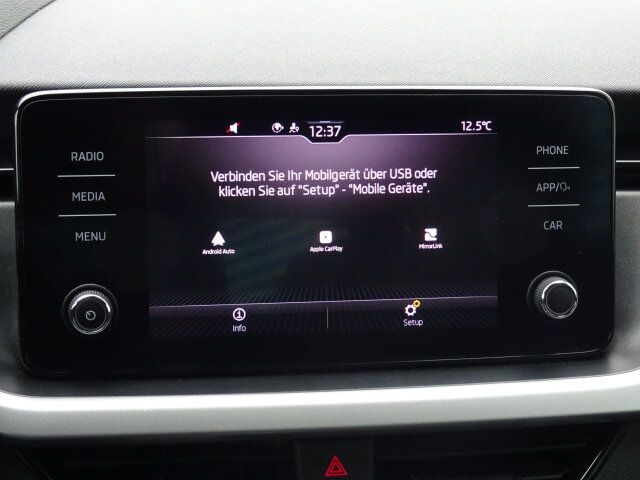 12:37
12.5°C
RADIO
MEDIA
MENU
Verbinden Sie Ihr Mobilgerät über USB oder
klicken Sie auf "Setup" - "Mobile Geräte".
Android Auto
Apple CarPlay
MirrorLink
Info
Setup
PHONE
APP/
CAR